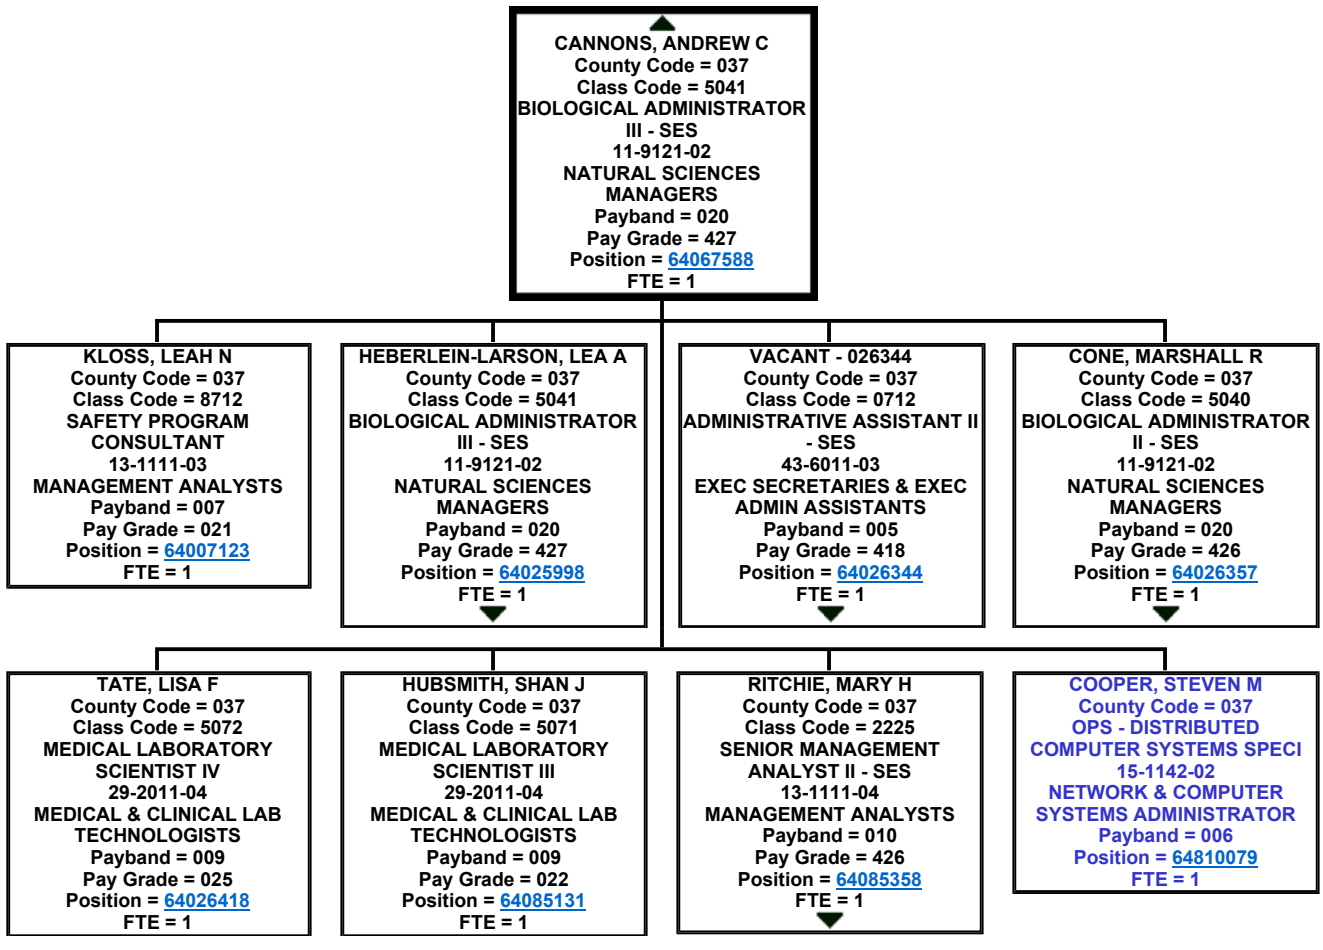 CANNONS, ANDREW C
County Code = 037
Class Code = 5041
BIOLOGICAL ADMINISTRATOR
III - SES
11-9121-02
NATURAL SCIENCES
MANAGERS
Payband = 020
Pay Grade = 427
Position = 64067588
FTE = 1
KLOSS, LEAH N
County Code = 037
Class Code = 8712
SAFETY PROGRAM
CONSULTANT
13-1111-03
MANAGEMENT ANALYSTS
Payband = 007
Pay Grade = 021
Position = 64007123
FTE = 1
HEBERLEIN-LARSON, LEA A
County Code = 037
Class Code = 5041
BIOLOGICAL ADMINISTRATOR
III - SES
11-9121-02
NATURAL SCIENCES
MANAGERS
Payband = 020
Pay Grade = 427
Position = 64025998
FTE = 1
VACANT - 026344
County Code = 037
Class Code = 0712
ADMINISTRATIVE ASSISTANT II
- SES
43-6011-03
EXEC SECRETARIES & EXEC
ADMIN ASSISTANTS
Payband = 005
Pay Grade = 418
Position = 64026344
FTE = 1
CONE, MARSHALL R
County Code = 037
Class Code = 5040
BIOLOGICAL ADMINISTRATOR
II - SES
11-9121-02
NATURAL SCIENCES
MANAGERS
Payband = 020
Pay Grade = 426
Position = 64026357
FTE = 1
TATE, LISA F
County Code = 037
Class Code = 5072
MEDICAL LABORATORY
SCIENTIST IV
29-2011-04
MEDICAL & CLINICAL LAB
TECHNOLOGISTS
Payband = 009
Pay Grade = 025
Position = 64026418
FTE = 1
HUBSMITH, SHAN J
County Code = 037
Class Code = 5071
MEDICAL LABORATORY
SCIENTIST III
29-2011-04
MEDICAL & CLINICAL LAB
TECHNOLOGISTS
Payband = 009
Pay Grade = 022
Position = 64085131
FTE = 1
RITCHIE, MARY H
County Code = 037
Class Code = 2225
SENIOR MANAGEMENT
ANALYST II - SES
13-1111-04
MANAGEMENT ANALYSTS
Payband = 010
Pay Grade = 426
Position = 64085358
FTE = 1
COOPER, STEVEN M
County Code = 037
OPS - DISTRIBUTED
COMPUTER SYSTEMS SPECI
15-1142-02
NETWORK & COMPUTER
SYSTEMS ADMINISTRATOR
Payband = 006
Position = 64810079
FTE = 1